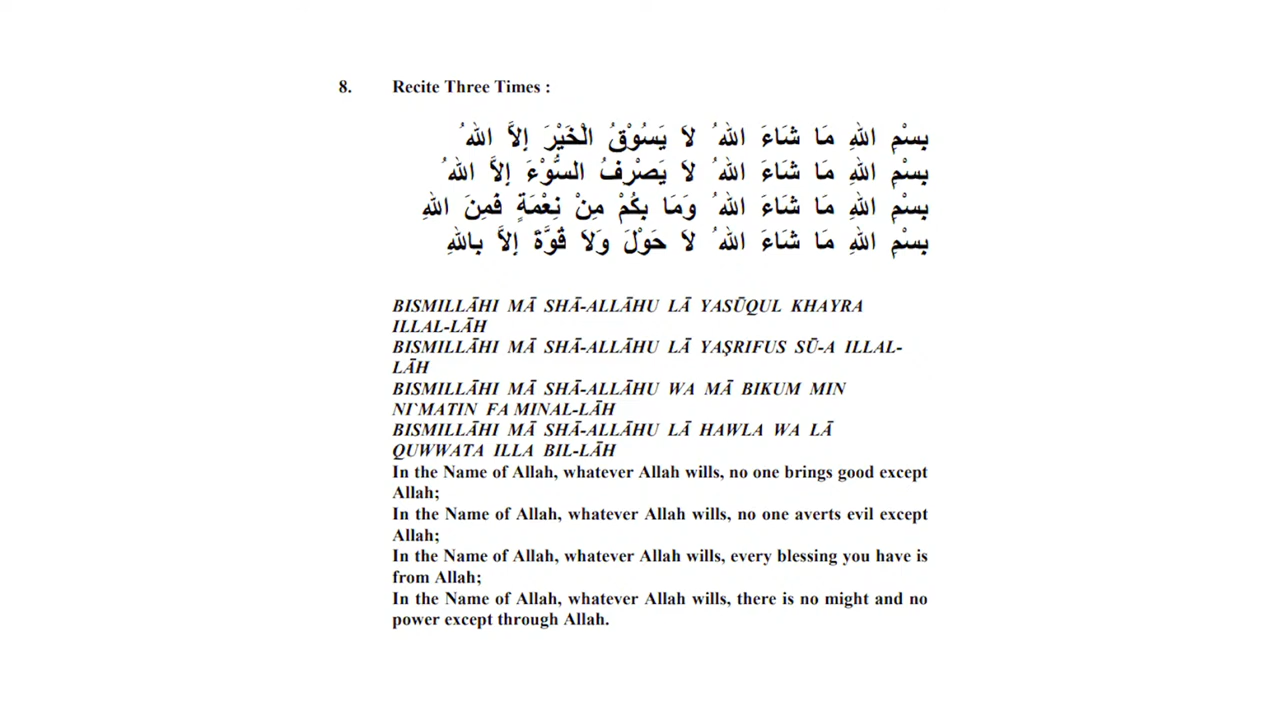 8. Recite Three Times :
بِسْمِ اللهِ مَا شَاءَ اللهُ لاَ يَسُوْقُ الْخَيْرَ إِلاَّ اللهُ
بِسْمِ اللهِ مَا شَاءَ اللهُ لاَ يَصْرِفُ السُّوْءَ إِلاَّ اللهُ
بِسْمِ اللهِ مَا شَاءَ اللهُ وَمَا بِكُمْ مِنْ نِعْمَةٍ فَمِنَ اللهِ
بِسْمِ اللهِ مَا شَاءَ اللهُ لاَ حَوْلَ وَلاَ قُوَّةَ إِلاَّ بِاللهِ
BISMILLĀHI MĀ SHĀ-ALLĀHU LĀ YASŪQUL KHAYRA
ILLAL-LĀH
BISMILLĀHI MĀ SHĀ-ALLĀHU LĀ YAŞRIFUS SŪ-A ILLAL-
LĀH
BISMILLĀHI MĀ SHĀ-ALLĀHU WA MĀ BIKUM MIN
NI`MATIN FA MINAL-LĀH
BISMILLĀHI MĀ SHĀ-ALLĀHU LĀ HAWLA WA LĀ
QUWWATA ILLA BIL-LĀH
In the Name of Allah, whatever Allah wills, no one brings good except
Allah;
In the Name of Allah, whatever Allah wills, no one averts evil except
Allah;
In the Name of Allah, whatever Allah wills, every blessing you have is
from Allah;
In the Name of Allah, whatever Allah wills, there is no might and no
power except through Allah.